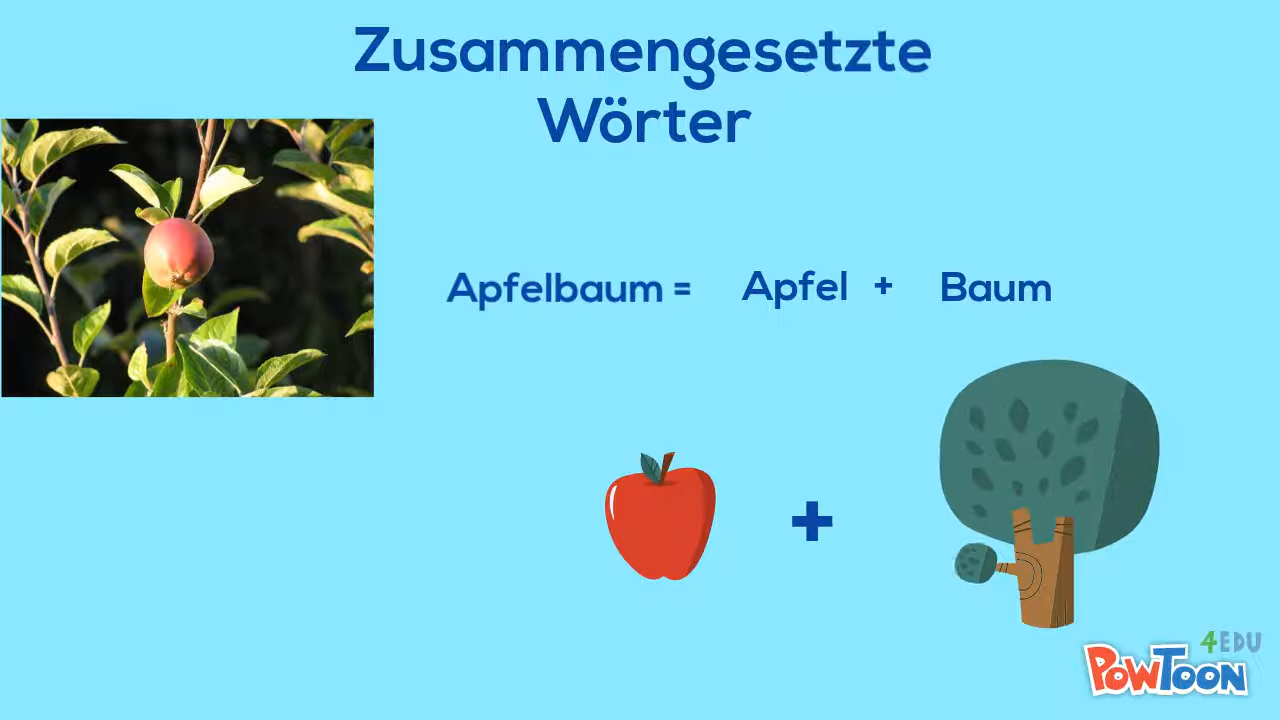 Zusammengesetzte
Wörter
Apfelbaum = Apfel + Baum
+
4EDU
POWTOON